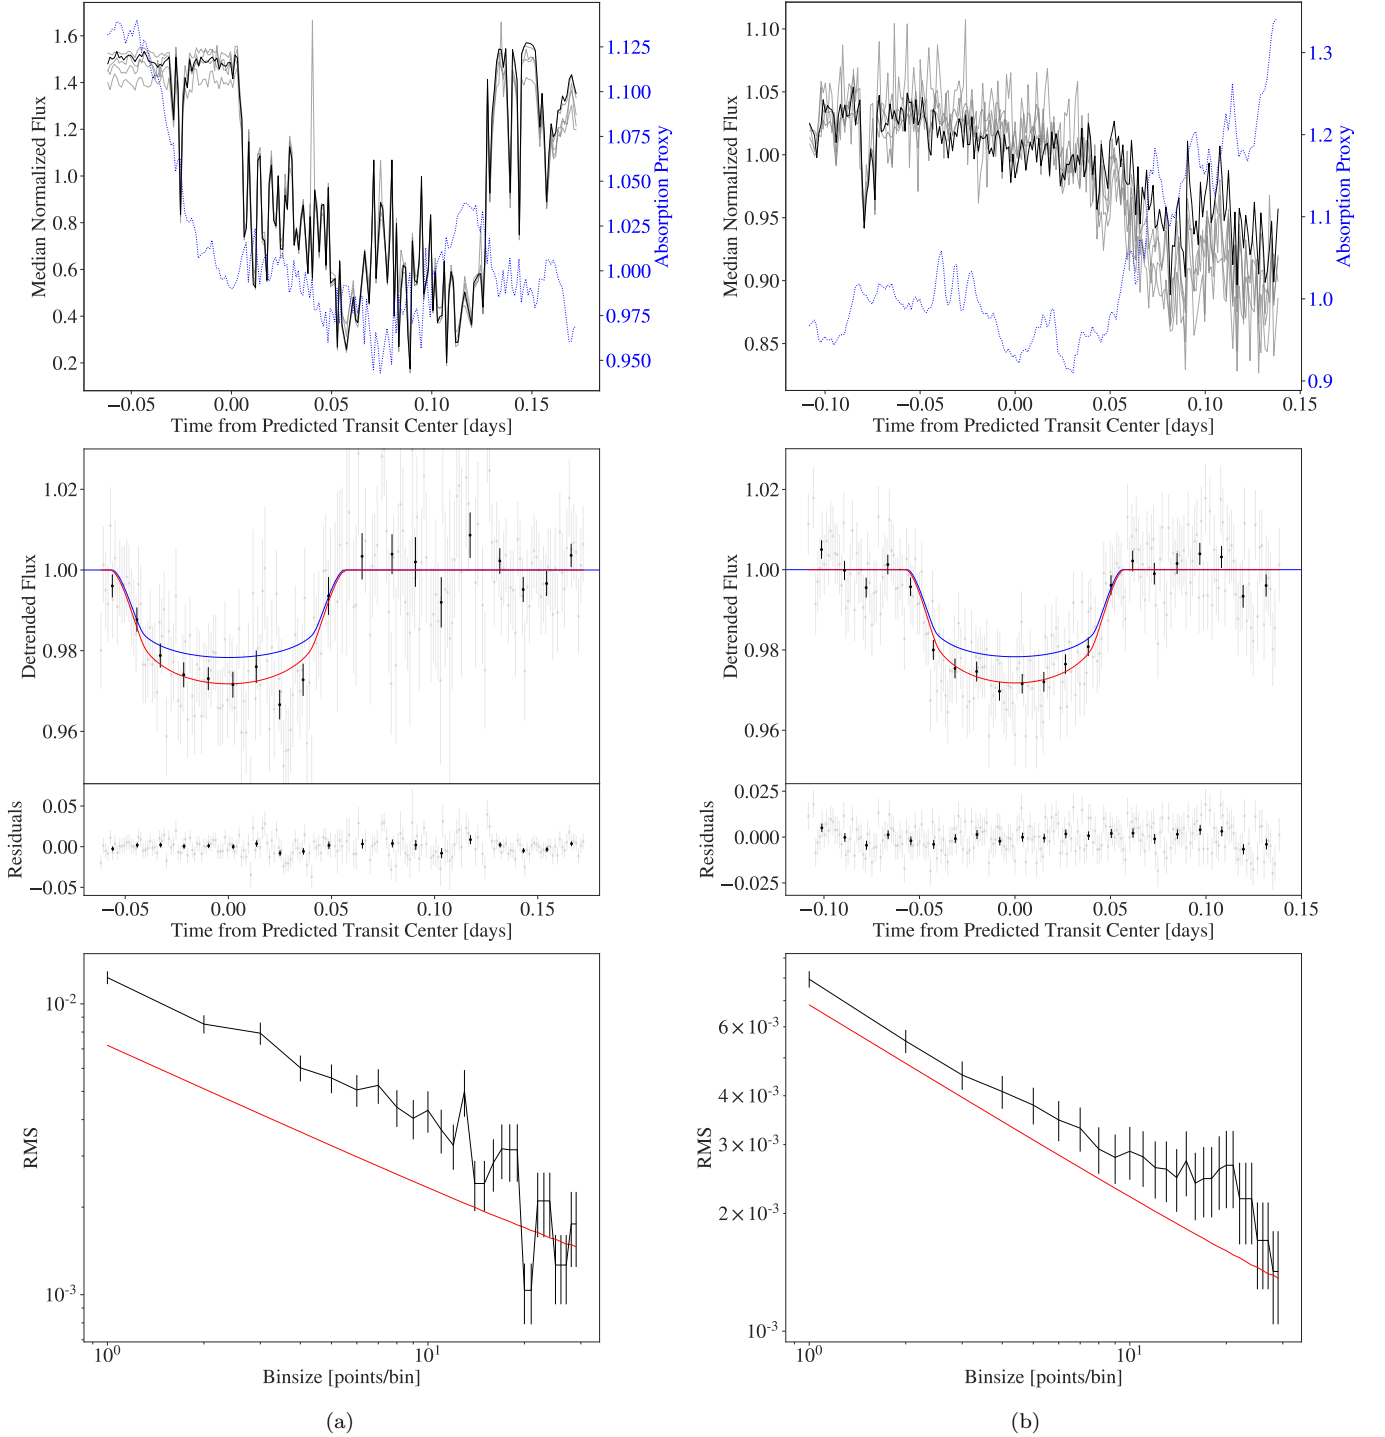 1.6
1.4
1.2
1.0
0.8
0.6
0.4
0.2
Median Normalized Flux
1.125
1.100
1.075
1.050
1.025
1.000
0.975
0.950
Absorption Proxy
−0.05 0.00 0.05 0.10 0.15
Time from Predicted Transit Center [days]
1.10
1.05
1.00
0.95
0.90
0.85
Median Normalized Flux
1.3
1.2
1.1
1.0
0.9
Absorption Proxy
−0.10 −0.05 0.00 0.05 0.10 0.15
Time from Predicted Transit Center [days]
1.02
1.00
0.98
0.96
Detrended Flux
0.05
0.00
−0.05
Residuals
−0.05 0.00 0.05 0.10 0.15
Time from Predicted Transit Center [days]
1.02
1.00
0.98
0.96
Detrended Flux
0.025
0.000
−0.025
Residuals
−0.10 −0.05 0.00 0.05 0.10 0.15
Time from Predicted Transit Center [days]
10⁻²
10⁻³
RMS
10⁰ 10¹
Binsize [points/bin]
(a)
6×10⁻³
4×10⁻³
3×10⁻³
2×10⁻³
10⁻³
RMS
10⁰ 10¹
Binsize [points/bin]
(b)